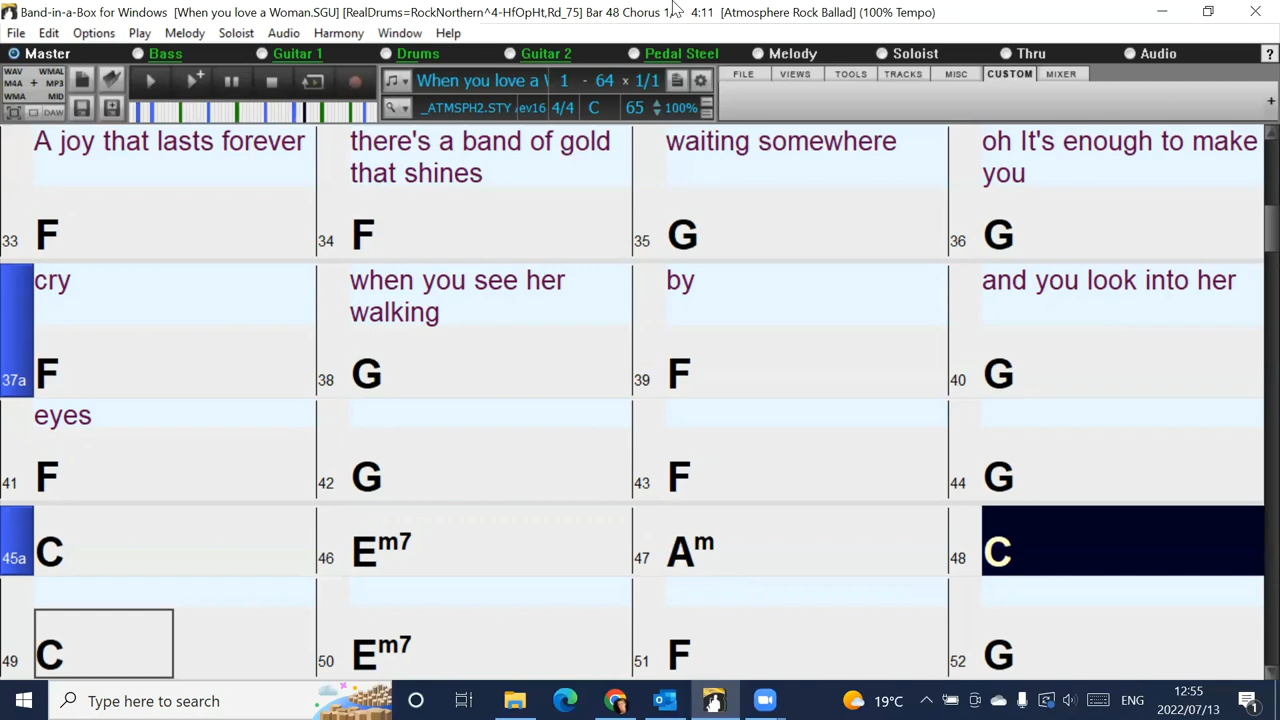 Band-in-a-Box for Windows [When you love a Woman.SGU] [RealDrums=RockNorthern^4-HfOpHt,Rd_75] Bar 48 Chorus 1/ 4:11 [Atmosphere Rock Ballad] (100% Tempo)
File Edit Options Play Melody Soloist Audio Harmony Window Help
Master Bass Guitar 1 Drums Guitar 2 Pedal Steel Melody Soloist Thru Audio ?
WAV WMAL
M4A + MP3
WMA MID
DAW
When you love a 1 - 64 x 1/1
_ATMSPH2.STY ev16 4/4 C 65 100%
FILE VIEWS TOOLS TRACKS MISC CUSTOM MIXER
+
A joy that lasts forever there's a band of gold waiting somewhere oh It's enough to make
that shines you
33 F 34 F 35 G 36 G
cry when you see her by and you look into her
walking
37a F 38 G 39 F 40 G
eyes
41 F 42 G 43 F 44 G
45a C 46 Em7 47 Am 48 C
49 C 50 Em7 51 F 52 G
Type here to search 19°C ENG 12:55
2022/07/13 1